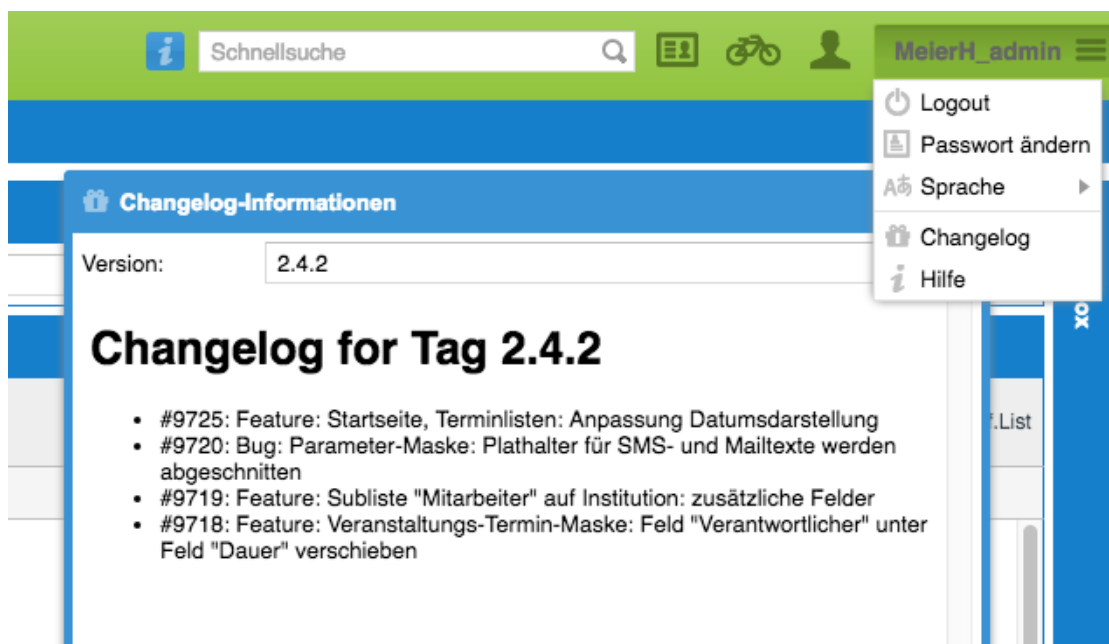 Schnellsuche
MeierH_admin
Logout
Passwort ändern
Sprache
Changelog
Hilfe
Changelog-Informationen
Version:
2.4.2
Changelog for Tag 2.4.2
#9725: Feature: Startseite, Terminlisten: Anpassung Datumsdarstellung
#9720: Bug: Parameter-Maske: Plathalter für SMS- und Mailtexte werden
abgeschnitten
#9719: Feature: Subliste "Mitarbeiter" auf Institution: zusätzliche Felder
#9718: Feature: Veranstaltungs-Termin-Maske: Feld "Verantwortlicher" unter
Feld "Dauer" verschieben
f.List
ox